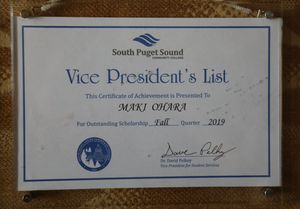 South Puget Sound
COMMUNITY COLLEGE
Vice President's List
This Certificate of Achievement is Presented To
MAKI OHARA
For Outstanding Scholarship Fall Quarter 2019
Dr. David Pelkey
Vice President for Student Services